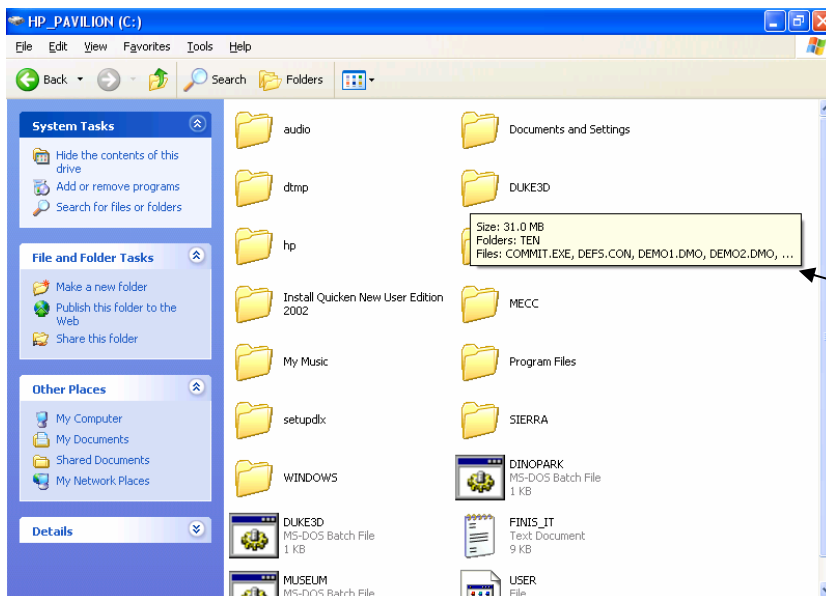 HP_PAVILION (C:)
File Edit View Favorites Tools Help
Back Search Folders
System Tasks
Hide the contents of this
drive
Add or remove programs
Search for files or folders
File and Folder Tasks
Make a new folder
Publish this folder to the
Web
Share this folder
Other Places
My Computer
My Documents
Shared Documents
My Network Places
Details
audio
Documents and Settings
dtmp
DUKE3D
Size: 31.0 MB
Folders: TEN
Files: COMMIT.EXE, DEFS.CON, DEMO1.DMO, DEMO2.DMO, ...
hp
Install Quicken New User Edition
2002
MECC
My Music
Program Files
setupdlx
SIERRA
WINDOWS
DINOPARK
MS-DOS Batch File
1 KB
DUKE3D
MS-DOS Batch File
1 KB
FINIS_IT
Text Document
9 KB
MUSEUM
MS-DOS Batch File
USER
File